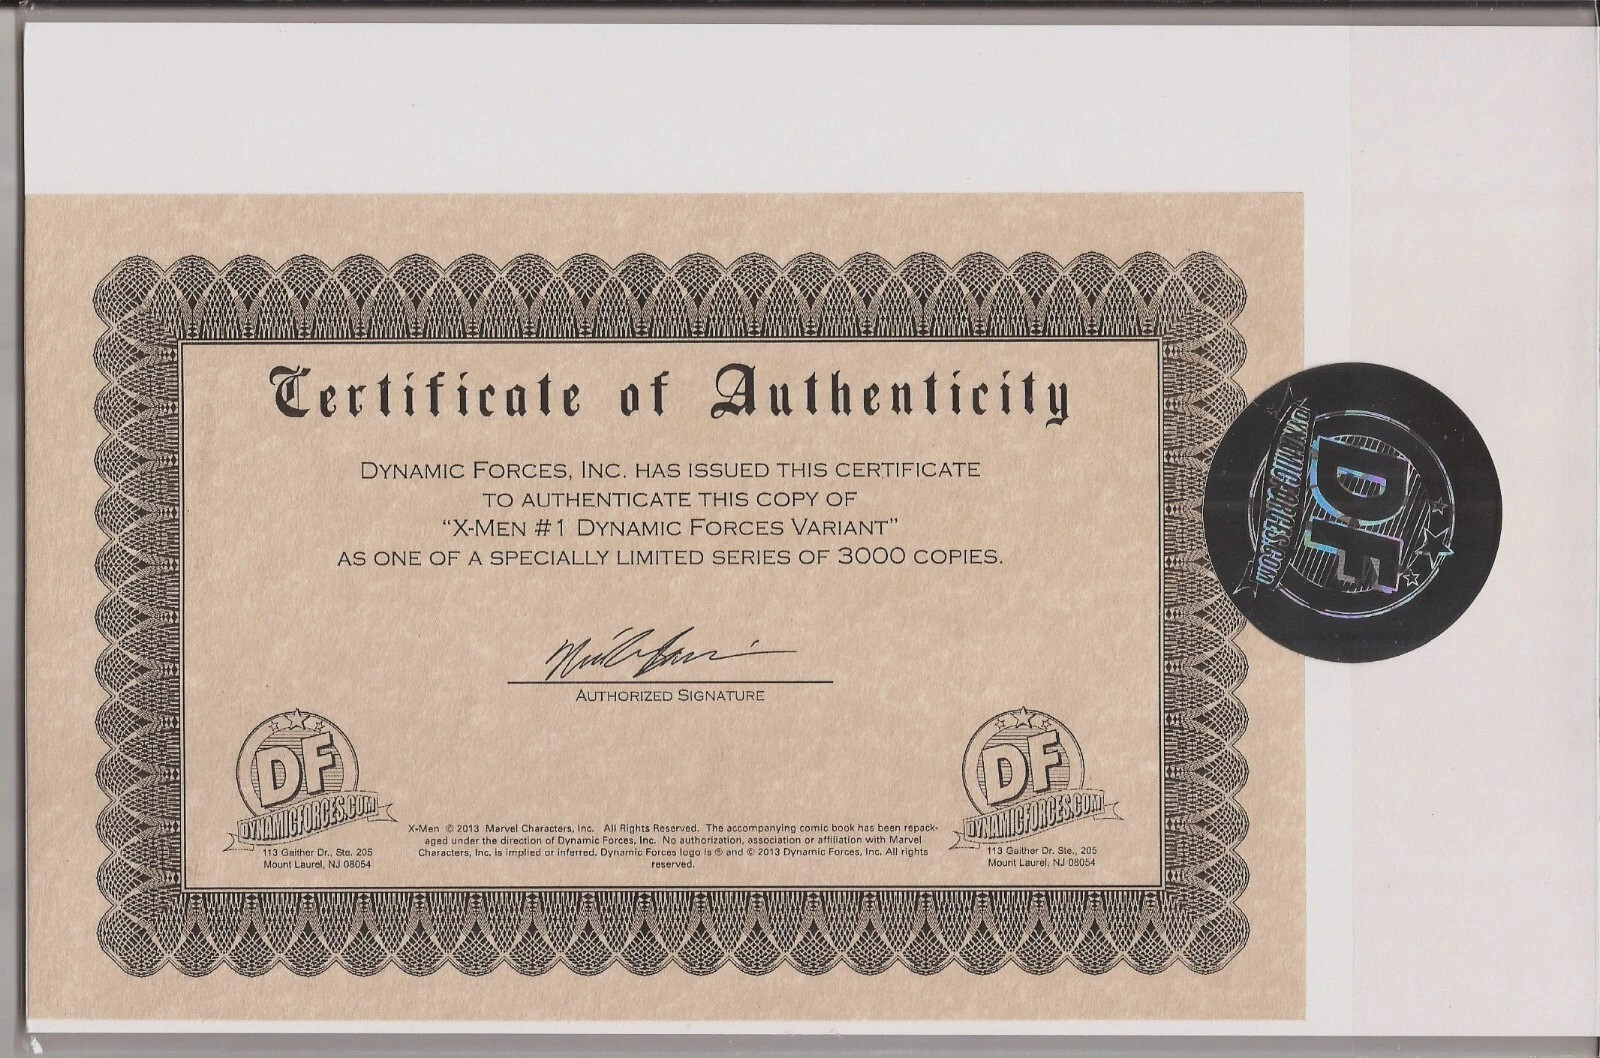 Certificate of Authenticity
DYNAMIC FORCES, INC. HAS ISSUED THIS CERTIFICATE
TO AUTHENTICATE THIS COPY OF
“X-MEN #1 DYNAMIC FORCES VARIANT”
AS ONE OF A SPECIALLY LIMITED SERIES OF 3000 COPIES.
AUTHORIZED SIGNATURE
DF
DYNAMICFORCES.COM
113 Gaither Dr., Ste. 205
Mount Laurel, NJ 08054
X-Men © 2013 Marvel Characters, Inc. All Rights Reserved. The accompanying comic book has been repack-
aged under the direction of Dynamic Forces, Inc. No authorization, association or affiliation with Marvel
Characters, Inc. is implied or inferred. Dynamic Forces logo is ® and © 2013 Dynamic Forces, Inc. All rights
reserved.
DF
DYNAMICFORCES.COM
113 Gaither Dr. Ste., 205
Mount Laurel, NJ 08054
DF
DYNAMICFORCES.COM